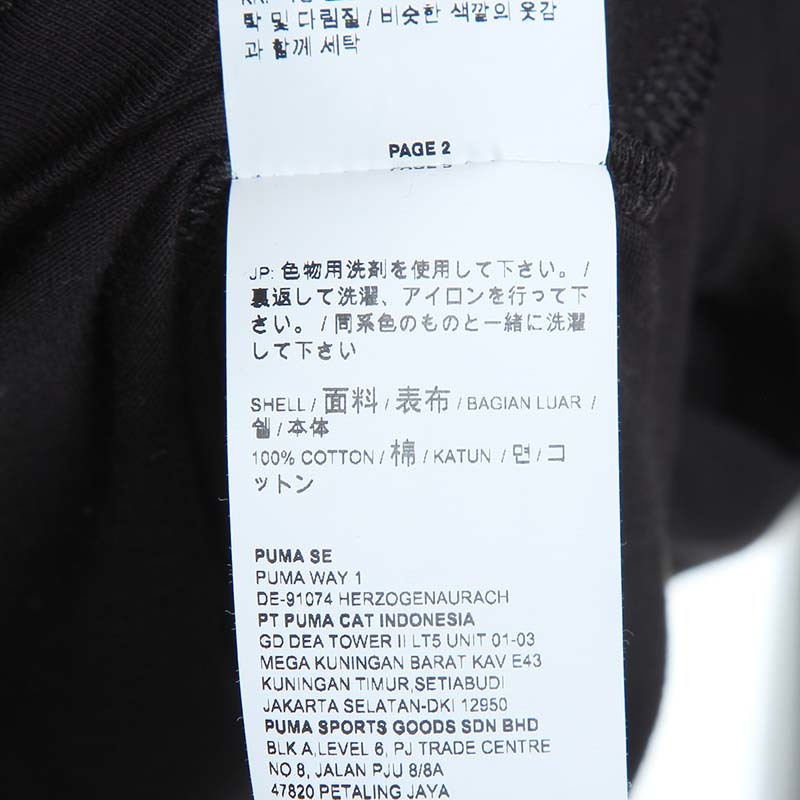 탁 및 다림질 / 비슷한 색깔의 옷감
과 함께 세탁
PAGE 2
JP: 色物用洗剤を使用して下さい。 /
裏返して洗濯、アイロンを行って下
さい。 / 同系色のものと一緒に洗濯
して下さい
SHELL / 面料 / 表布 / BAGIAN LUAR /
쉘 / 本体
100% COTTON / 棉 / KATUN / 면 / コ
ットン
PUMA SE
PUMA WAY 1
DE-91074 HERZOGENAURACH
PT PUMA CAT INDONESIA
GD DEA TOWER II LT5 UNIT 01-03
MEGA KUNINGAN BARAT KAV E43
KUNINGAN TIMUR,SETIABUDI
JAKARTA SELATAN-DKI 12950
PUMA SPORTS GOODS SDN BHD
BLK A,LEVEL 6, PJ TRADE CENTRE
NO 8, JALAN PJU 8/8A
47820 PETALING JAYA